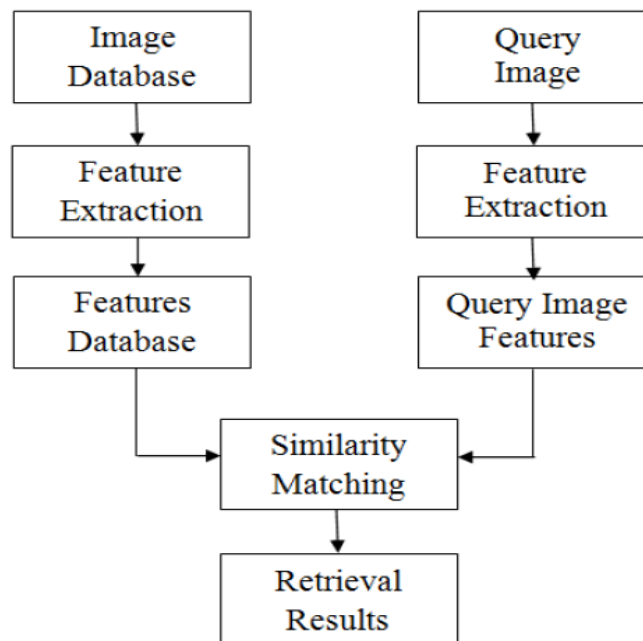 Image
Database
Query
Image
Feature
Extraction
Feature
Extraction
Features
Database
Query Image
Features
Similarity
Matching
Retrieval
Results